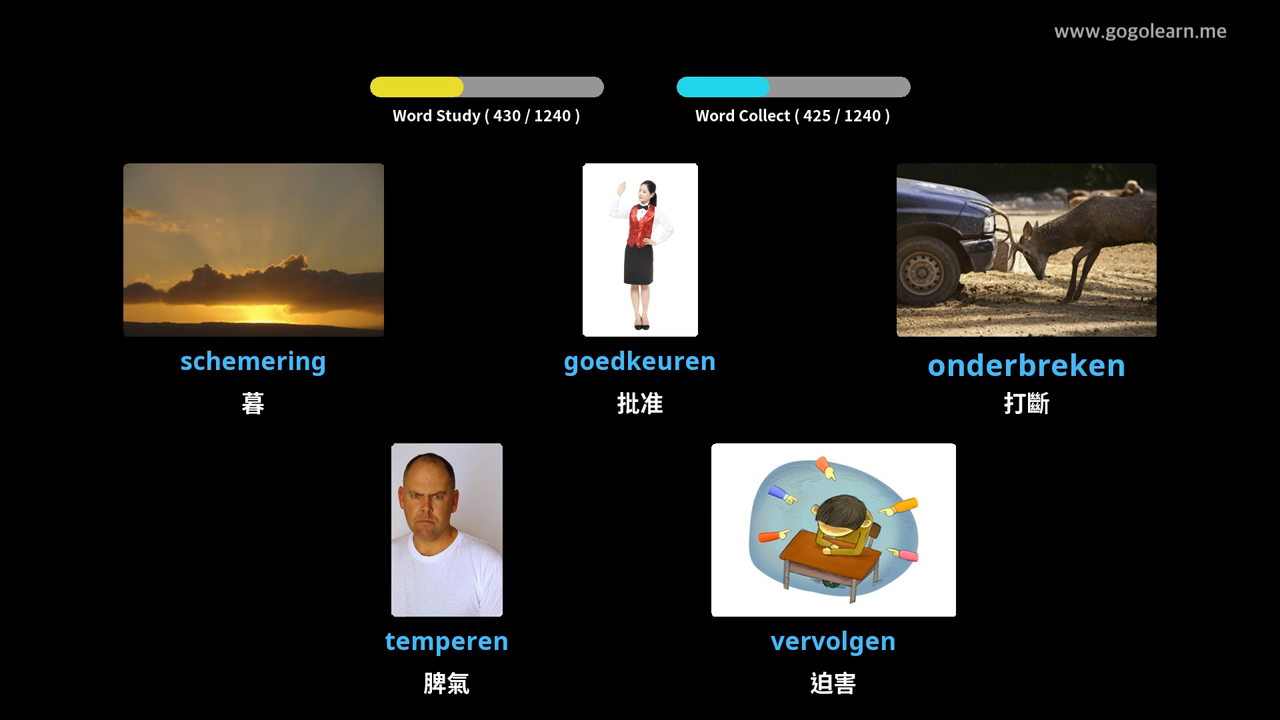 www.gogolearn.me
Word Study ( 430 / 1240 )
Word Collect ( 425 / 1240 )
schemering
goedkeuren
onderbreken
暮
批准
打斷
temperen
vervolgen
脾氣
迫害